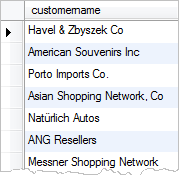 customername
Havel & Zbyszek Co
American Souvenirs Inc
Porto Imports Co.
Asian Shopping Network, Co
Natürlich Autos
ANG Resellers
Messner Shopping Network